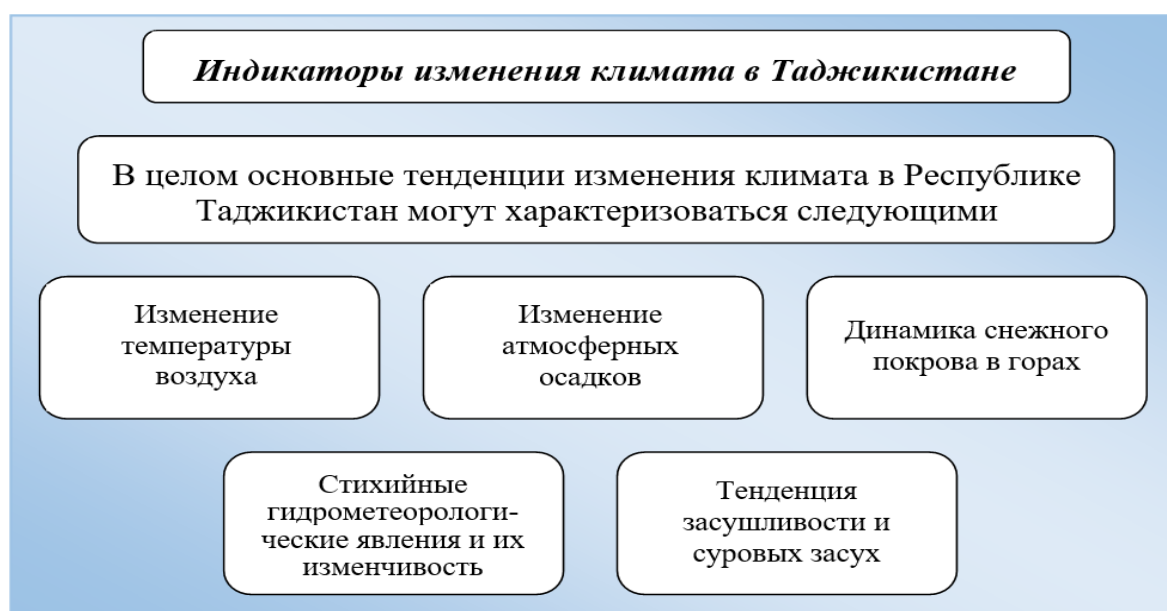 Индикаторы изменения климата в Таджикистане
В целом основные тенденции изменения климата в Республике
Таджикистан могут характеризоваться следующими
Изменение
температуры
воздуха
Изменение
атмосферных
осадков
Динамика снежного
покрова в горах
Стихийные
гидрометеорологи-
ческие явления и их
изменчивость
Тенденция
засушливости и
суровых засух